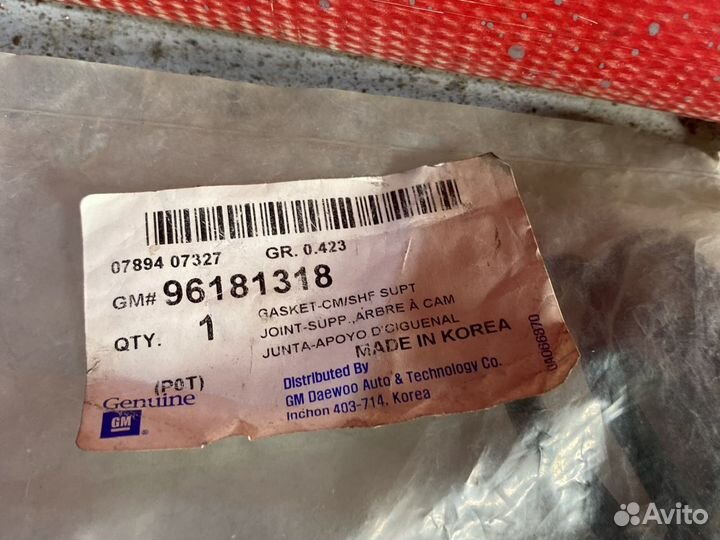 07894 07327 GR. 0.423
GM# 96181318
QTY. 1
GASKET-CM/SHF SUPT
JOINT-SUPP.,ARBRE À CAM
JUNTA-APOYO D'CIGUENAL
MADE IN KOREA
(P0T)
Genuine
GM
Distributed By
GM Daewoo Auto & Technology Co.
Inchon 403-714, Korea
Avito